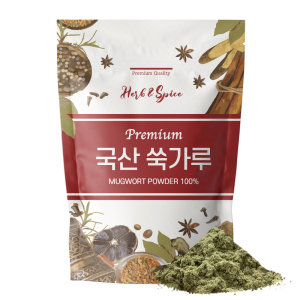 Premium Quality
Herb & Spice
Premium
국산 쑥가루
MUGWORT POWDER 100%